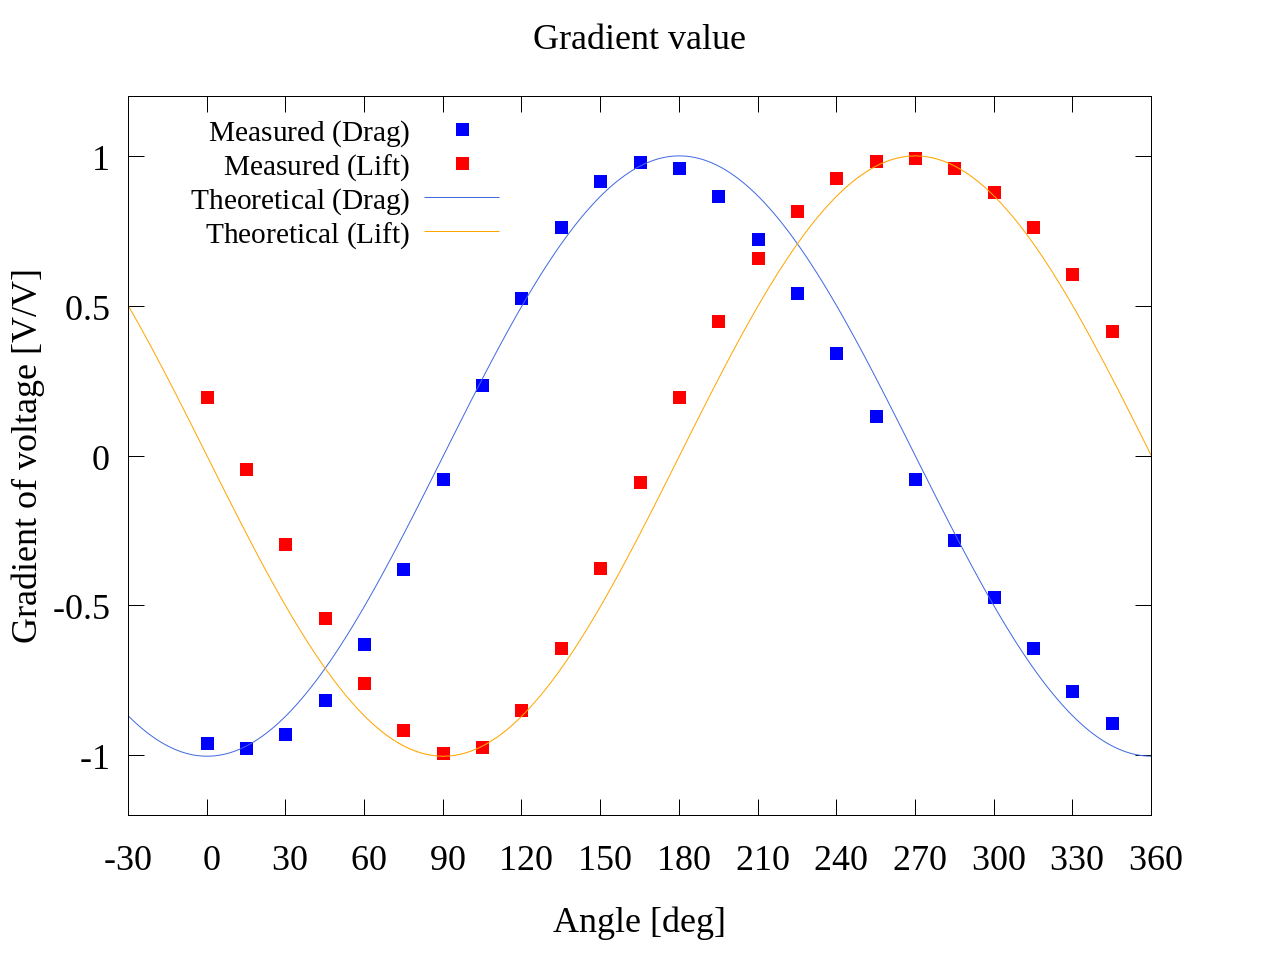 Gradient value
Measured (Drag)
Measured (Lift)
Theoretical (Drag)
Theoretical (Lift)
1
0.5
0
-0.5
-1
Gradient of voltage [V/V]
-30 0 30 60 90 120 150 180 210 240 270 300 330 360
Angle [deg]